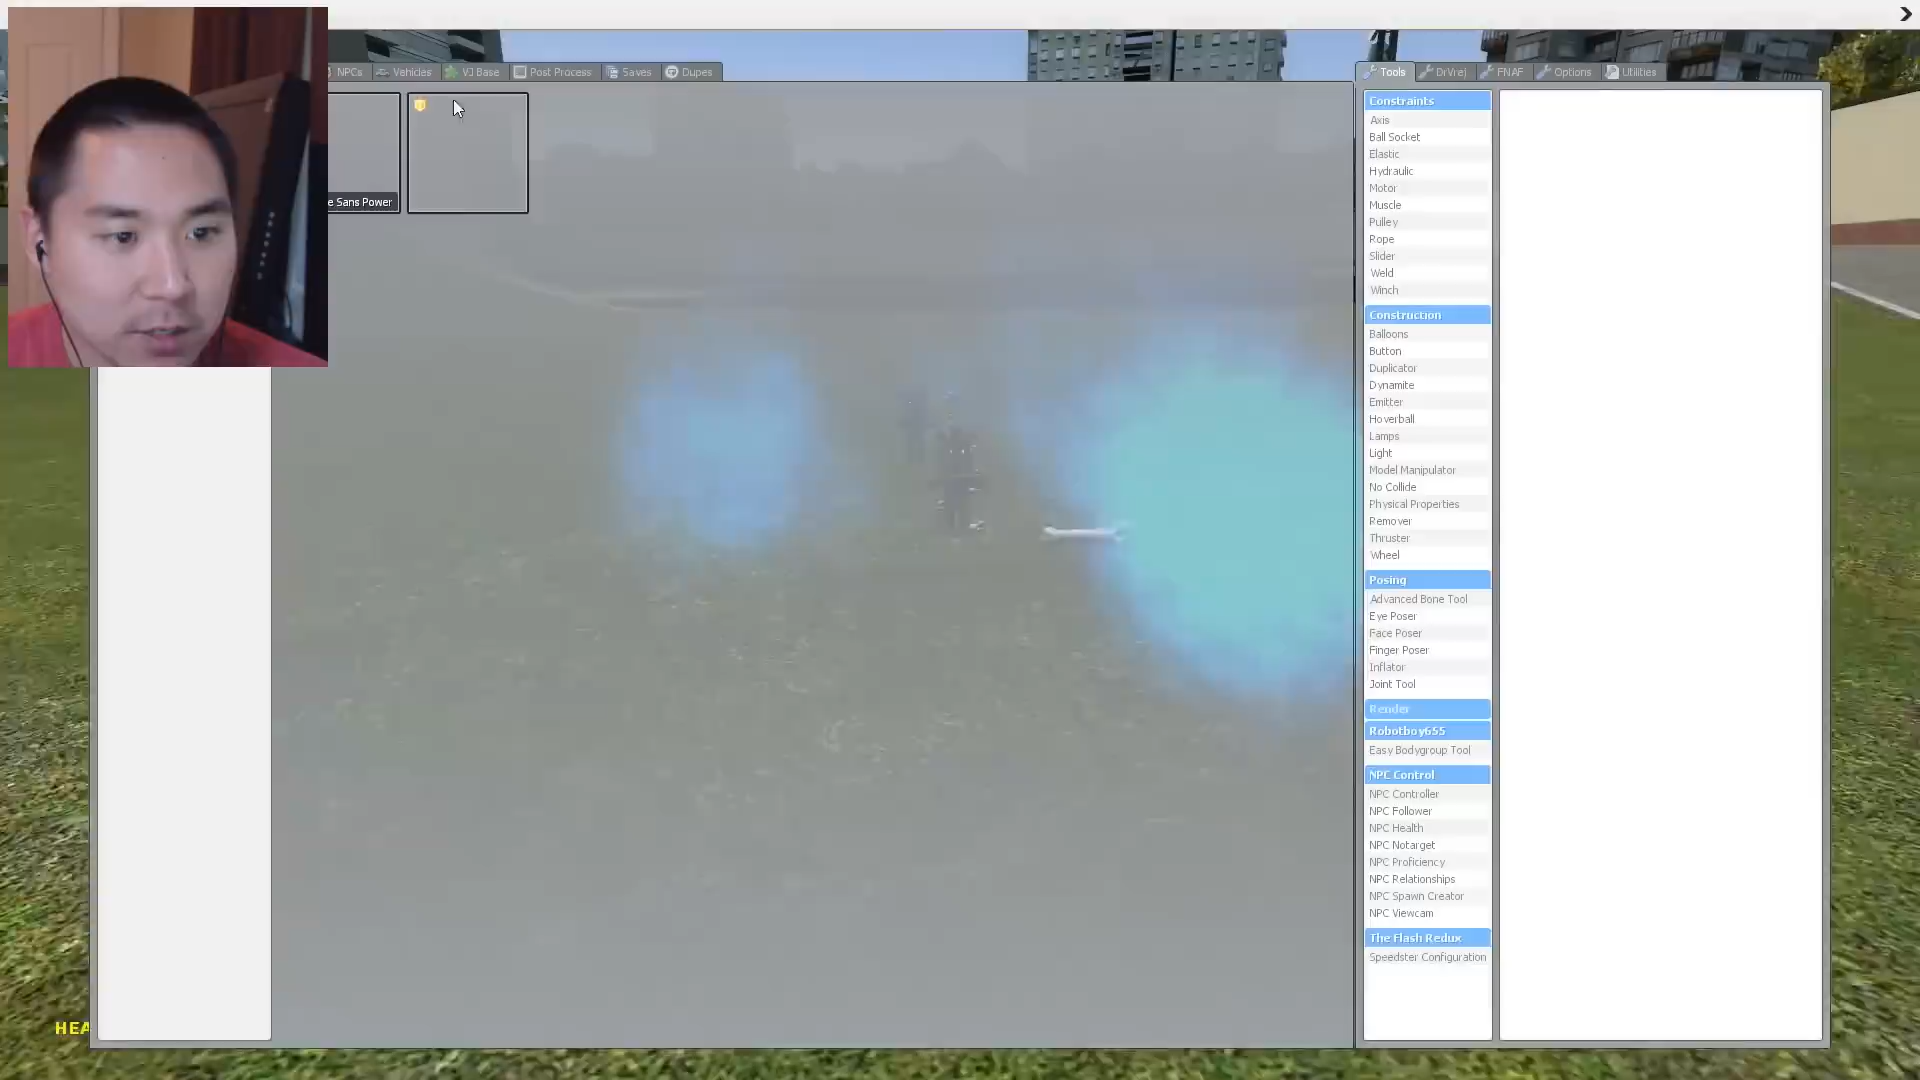 NPCs
Vehicles
VJ Base
Post Process
Saves
Dupes
Tools
DrVrej
FNAF
Options
Utilities
e Sans Power
Constraints
Axis
Ball Socket
Elastic
Hydraulic
Motor
Muscle
Pulley
Rope
Slider
Weld
Winch
Construction
Balloons
Button
Duplicator
Dynamite
Emitter
Hoverball
Lamps
Light
Model Manipulator
No Collide
Physical Properties
Remover
Thruster
Wheel
Posing
Advanced Bone Tool
Eye Poser
Face Poser
Finger Poser
Inflator
Joint Tool
Render
Robotboy655
Easy Bodygroup Tool
NPC Control
NPC Controller
NPC Follower
NPC Health
NPC Notarget
NPC Proficiency
NPC Relationships
NPC Spawn Creator
NPC Viewcam
The Flash Redux
Speedster Configuration
HEA